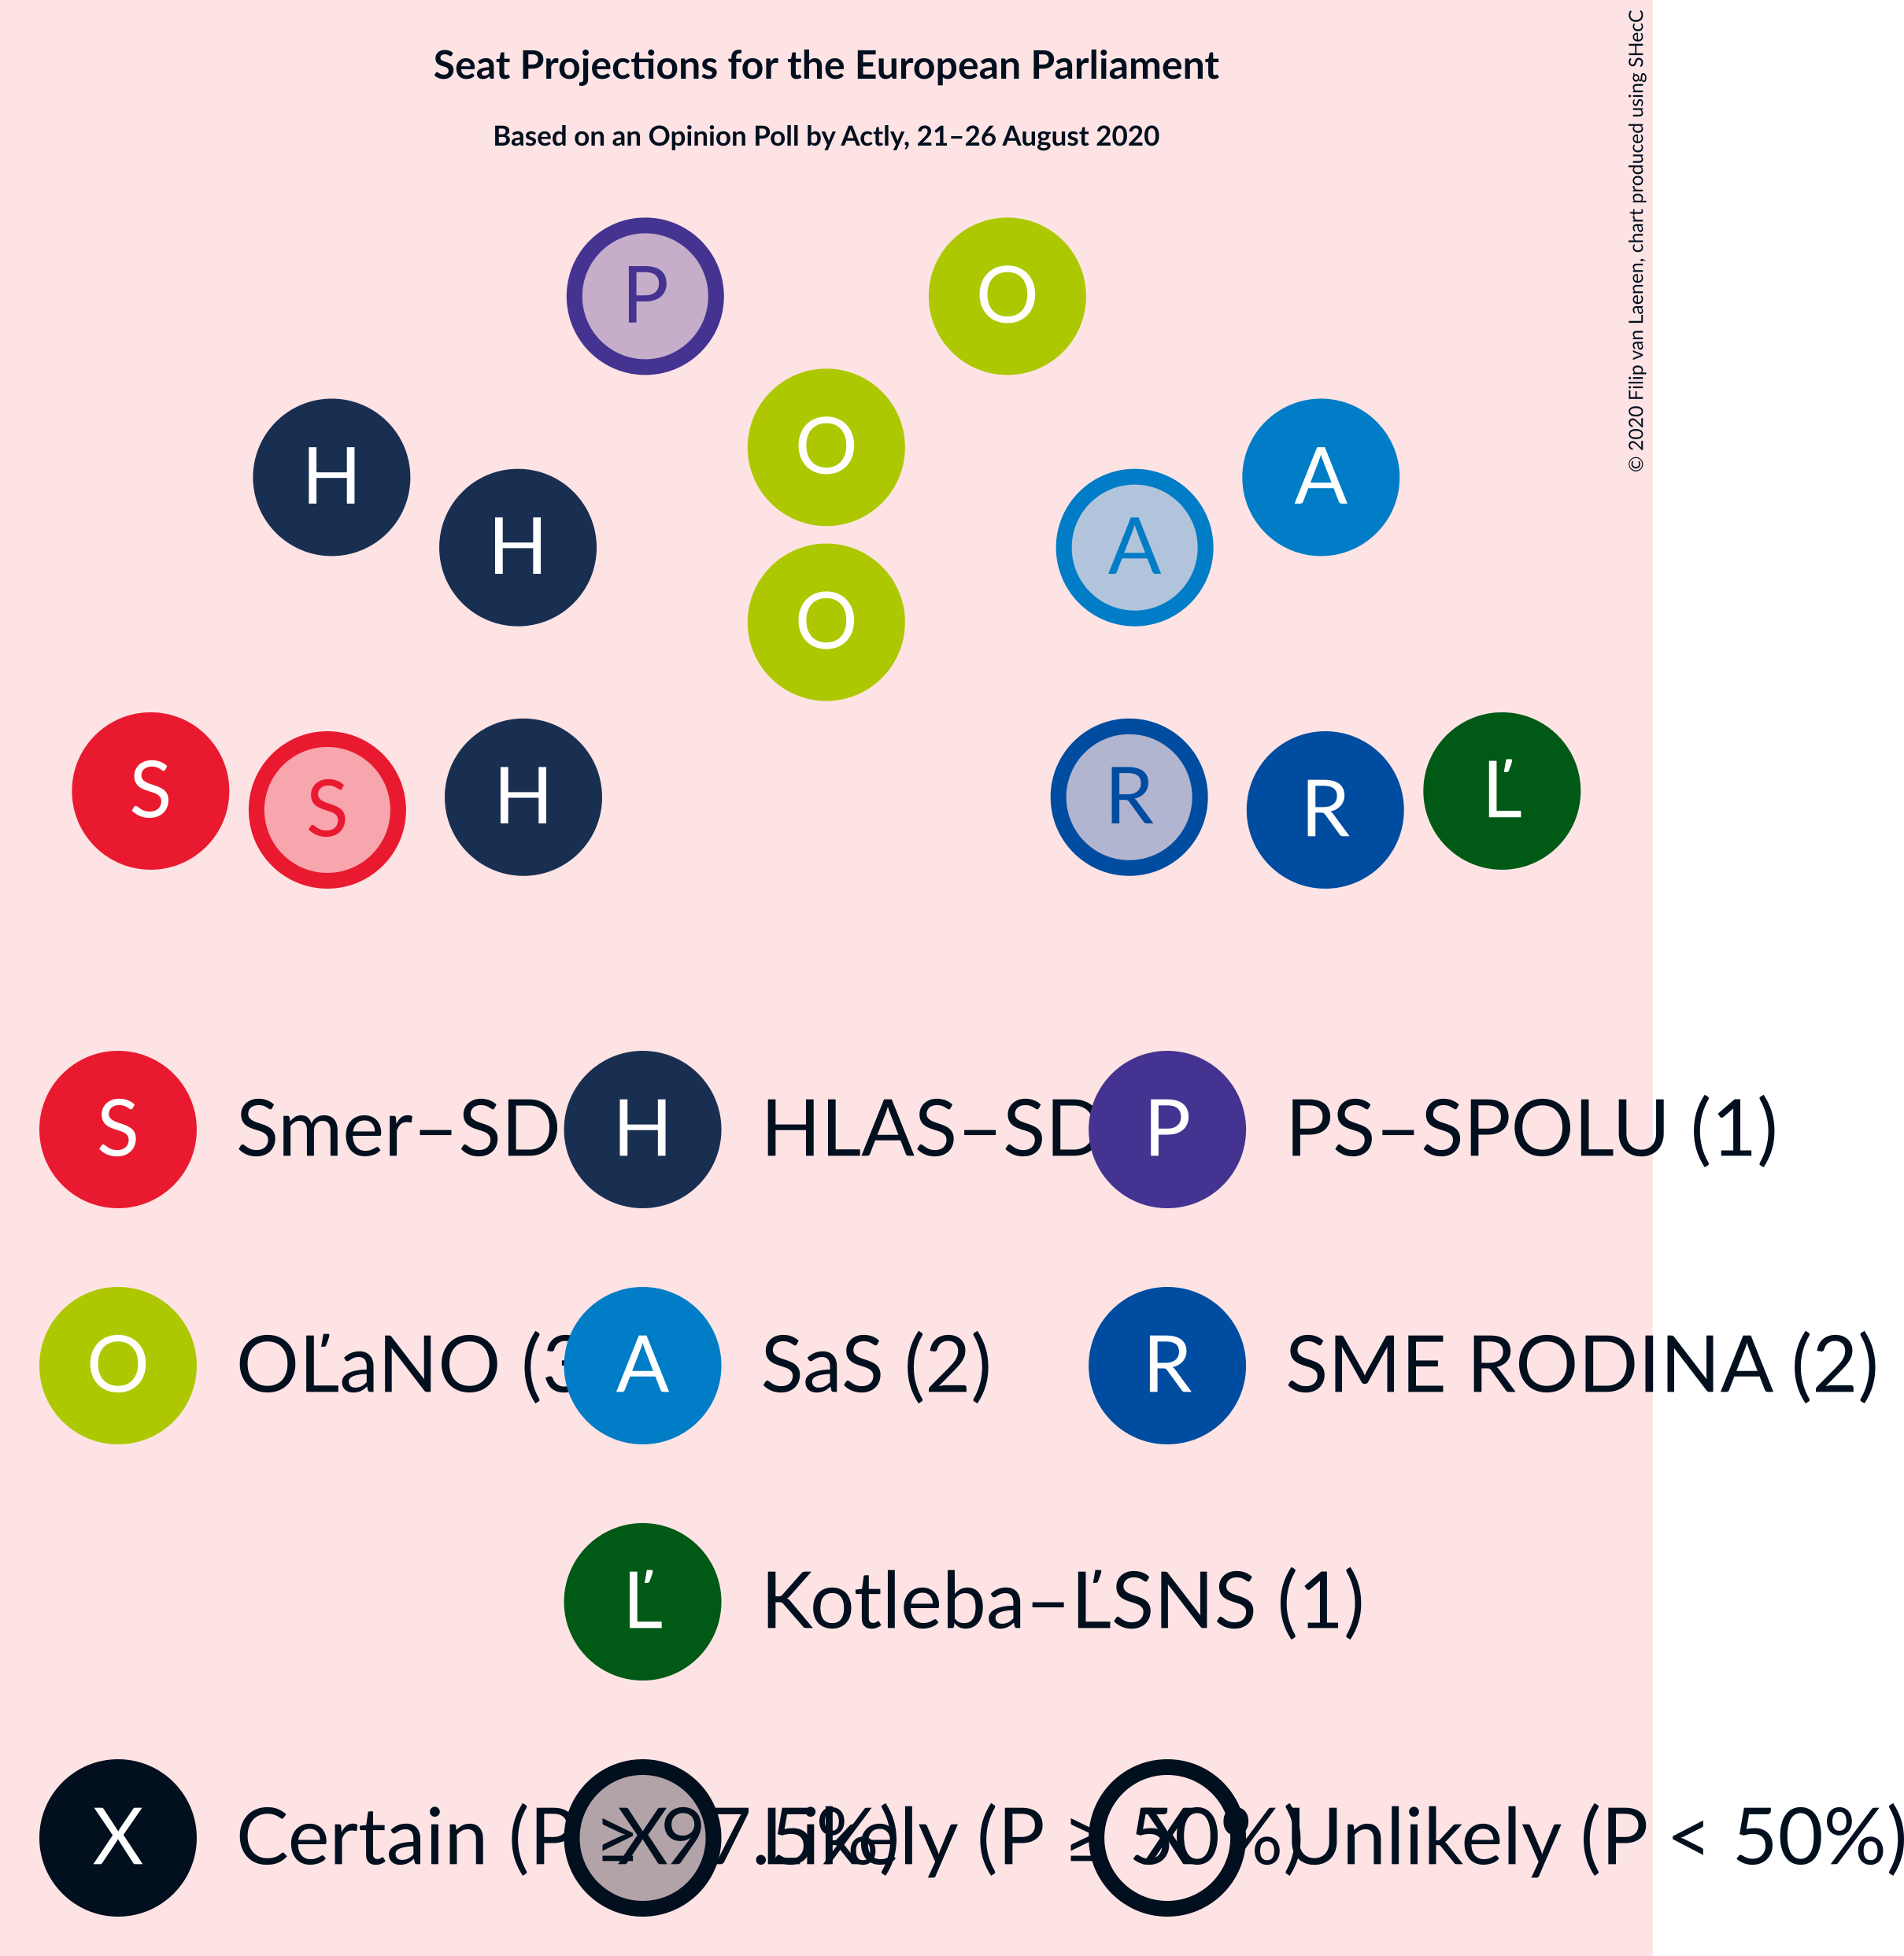 Seat Projections for the European Parliament
Based on an Opinion Poll by Actly, 21–26 August 2020
© 2020 Filip van Laenen, chart produced using SHecC
P O
O
H A
H A
O
S H R Ľ
S R
S Smer–SD H HLAS–SD P PS–SPOLU (1)
O OĽaNO (3 A SaS (2) R SME RODINA (2)
Ľ Kotleba–ĽSNS (1)
X Certain (P ≥ 97.5%) X Likely (P ≥ 50%) X Unlikely (P < 50%)